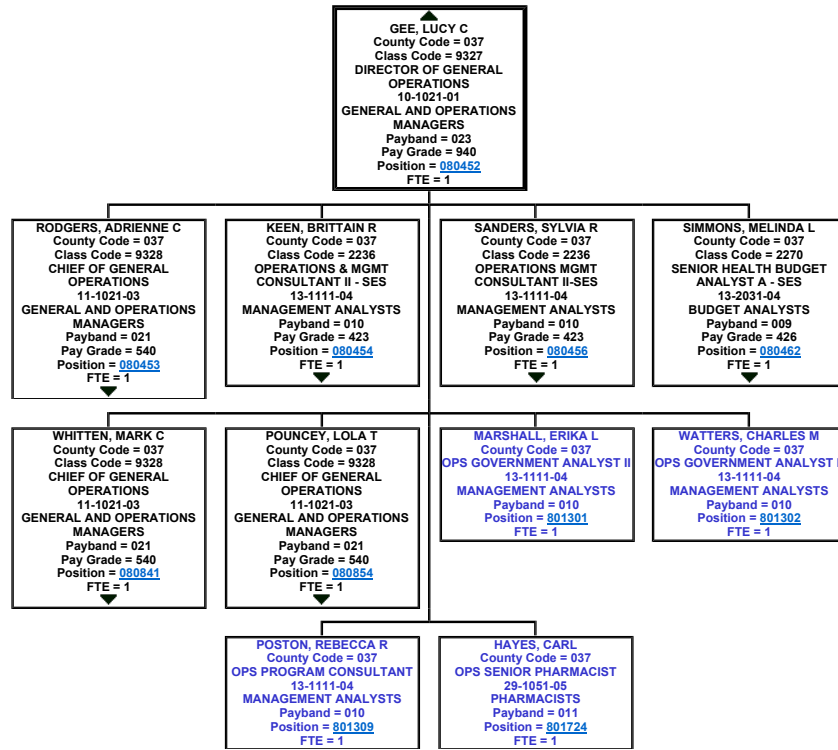 GEE, LUCY C
County Code = 037
Class Code = 9327
DIRECTOR OF GENERAL
OPERATIONS
10-1021-01
GENERAL AND OPERATIONS
MANAGERS
Payband = 023
Pay Grade = 940
Position = 080452
FTE = 1
RODGERS, ADRIENNE C
County Code = 037
Class Code = 9328
CHIEF OF GENERAL
OPERATIONS
11-1021-03
GENERAL AND OPERATIONS
MANAGERS
Payband = 021
Pay Grade = 540
Position = 080453
FTE = 1
KEEN, BRITTAIN R
County Code = 037
Class Code = 2236
OPERATIONS & MGMT
CONSULTANT II - SES
13-1111-04
MANAGEMENT ANALYSTS
Payband = 010
Pay Grade = 423
Position = 080454
FTE = 1
SANDERS, SYLVIA R
County Code = 037
Class Code = 2236
OPERATIONS MGMT
CONSULTANT II-SES
13-1111-04
MANAGEMENT ANALYSTS
Payband = 010
Pay Grade = 423
Position = 080456
FTE = 1
SIMMONS, MELINDA L
County Code = 037
Class Code = 2270
SENIOR HEALTH BUDGET
ANALYST A - SES
13-2031-04
BUDGET ANALYSTS
Payband = 009
Pay Grade = 426
Position = 080462
FTE = 1
WHITTEN, MARK C
County Code = 037
Class Code = 9328
CHIEF OF GENERAL
OPERATIONS
11-1021-03
GENERAL AND OPERATIONS
MANAGERS
Payband = 021
Pay Grade = 540
Position = 080841
FTE = 1
POUNCEY, LOLA T
County Code = 037
Class Code = 9328
CHIEF OF GENERAL
OPERATIONS
11-1021-03
GENERAL AND OPERATIONS
MANAGERS
Payband = 021
Pay Grade = 540
Position = 080854
FTE = 1
MARSHALL, ERIKA L
County Code = 037
OPS GOVERNMENT ANALYST II
13-1111-04
MANAGEMENT ANALYSTS
Payband = 010
Position = 801301
FTE = 1
WATTERS, CHARLES M
County Code = 037
OPS GOVERNMENT ANALYST
13-1111-04
MANAGEMENT ANALYSTS
Payband = 010
Position = 801302
FTE = 1
POSTON, REBECCA R
County Code = 037
OPS PROGRAM CONSULTANT
13-1111-04
MANAGEMENT ANALYSTS
Payband = 010
Position = 801309
FTE = 1
HAYES, CARL
County Code = 037
OPS SENIOR PHARMACIST
29-1051-05
PHARMACISTS
Payband = 011
Position = 801724
FTE = 1